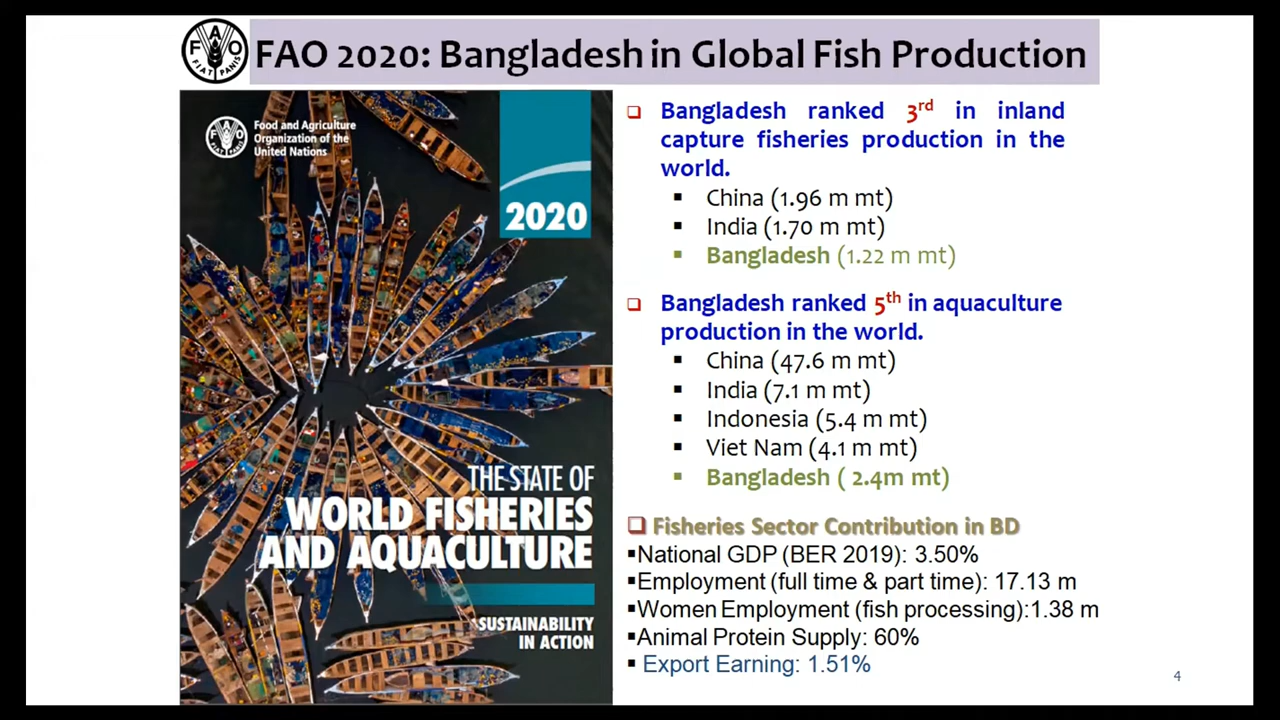 FAO 2020: Bangladesh in Global Fish Production
FAO
FIAT PANIS
Food and Agriculture
Organization of the
United Nations
2020
THE STATE OF
WORLD FISHERIES
AND AQUACULTURE
SUSTAINABILITY
IN ACTION
Bangladesh ranked 3rd in inland
capture fisheries production in the
world.
China (1.96 m mt)
India (1.70 m mt)
Bangladesh (1.22 m mt)
Bangladesh ranked 5th in aquaculture
production in the world.
China (47.6 m mt)
India (7.1 m mt)
Indonesia (5.4 m mt)
Viet Nam (4.1 m mt)
Bangladesh ( 2.4m mt)
Fisheries Sector Contribution in BD
National GDP (BER 2019): 3.50%
Employment (full time & part time): 17.13 m
Women Employment (fish processing):1.38 m
Animal Protein Supply: 60%
Export Earning: 1.51%
4